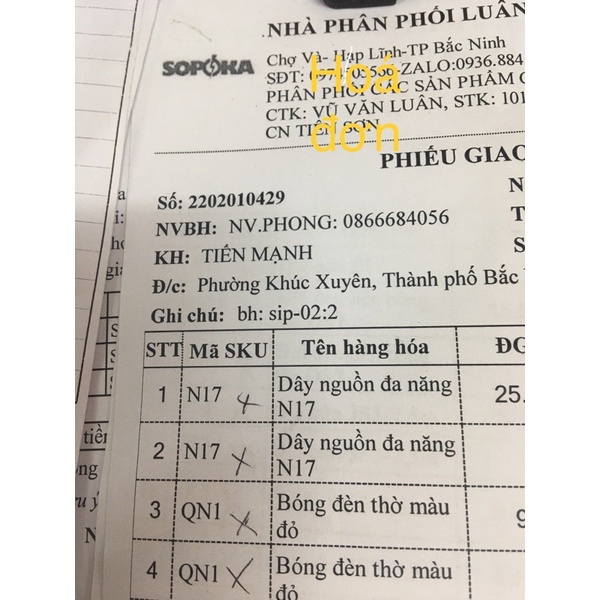 .NHÀ PHÂN PHỐI LUÂN
SOPOKA
Chợ Và- Hạp Lĩnh-TP Bắc Ninh
ZALO:0936.884
PHÂN PHỐI CÁC SẢN PHẨM
CTK: VŨ VĂN LUÂN, STK: 101
CN TIÊN SƠN
Hoá
đơn
PHIẾU GIAO
Số: 2202010429
NVBH: NV.PHONG: 0866684056
KH: TIẾN MẠNH
Đ/c: Phường Khúc Xuyên, Thành phố Bắc
Ghi chú: bh: sip-02:2
STT Mã SKU Tên hàng hóa ĐG
1 N17 Dây nguồn đa năng 25.
N17
2 N17 Dây nguồn đa năng
N17
3 QN1 Bóng đèn thờ màu 9
đỏ
4 QN1 Bóng đèn thờ màu
đỏ